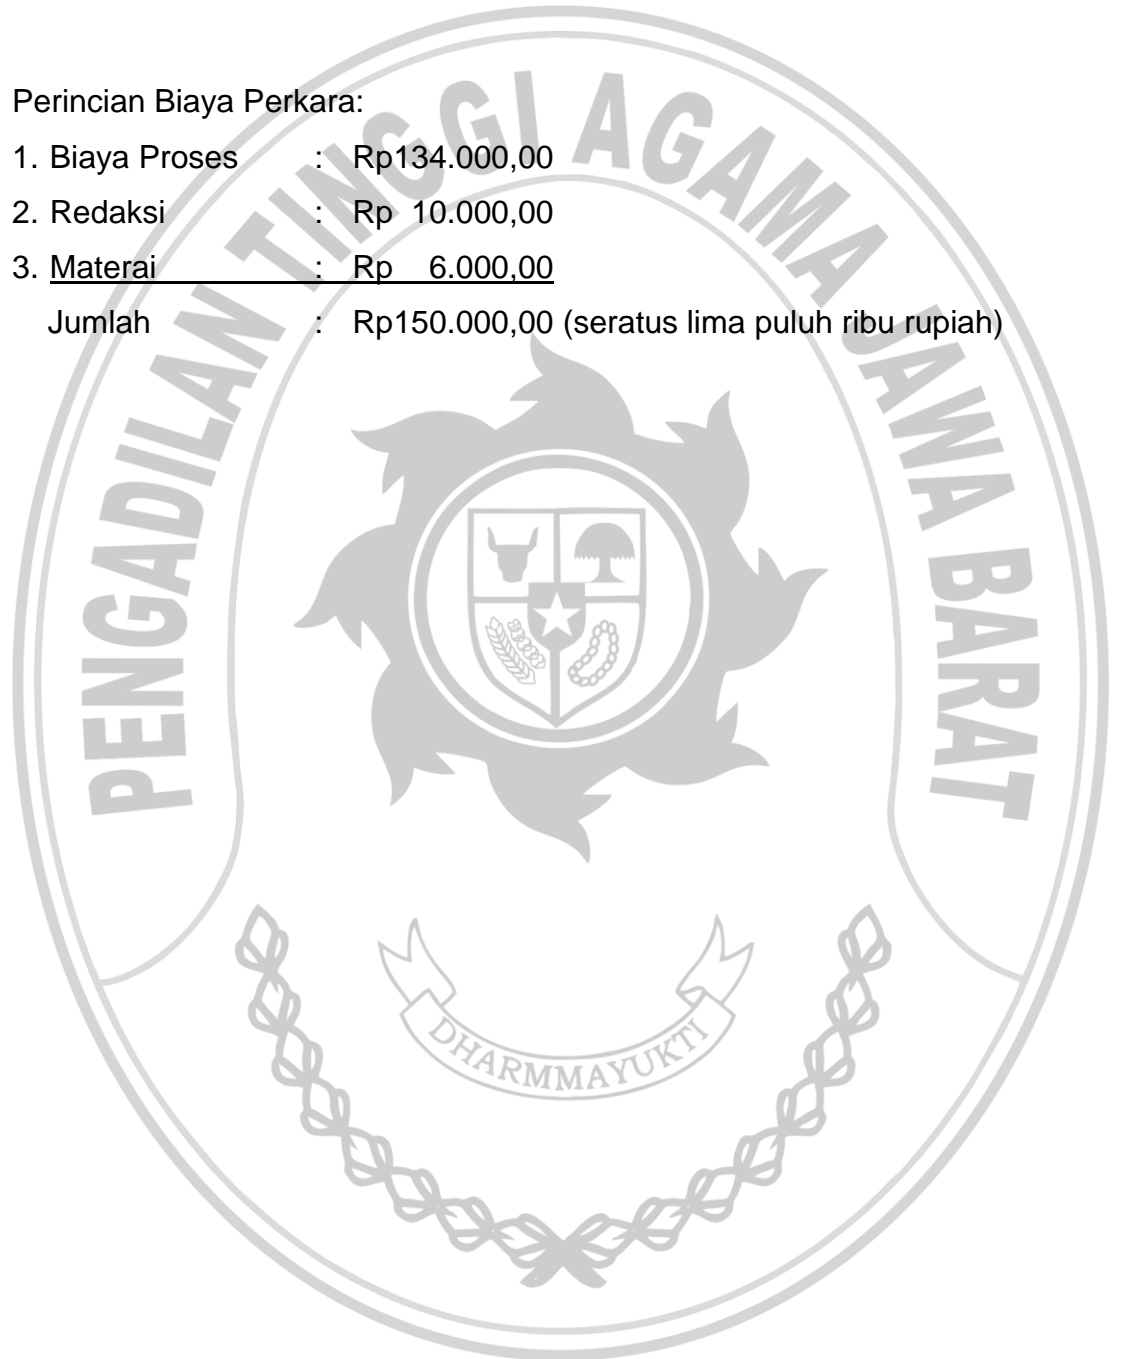 Perincian Biaya Perkara:
1. Biaya Proses : Rp134.000,00
2. Redaksi : Rp 10.000,00
3. Materai : Rp 6.000,00
Jumlah : Rp150.000,00 (seratus lima puluh ribu rupiah)
PENGADILAN TINGGI AGAMA JAWA BARAT
DHARMMAYUKTI